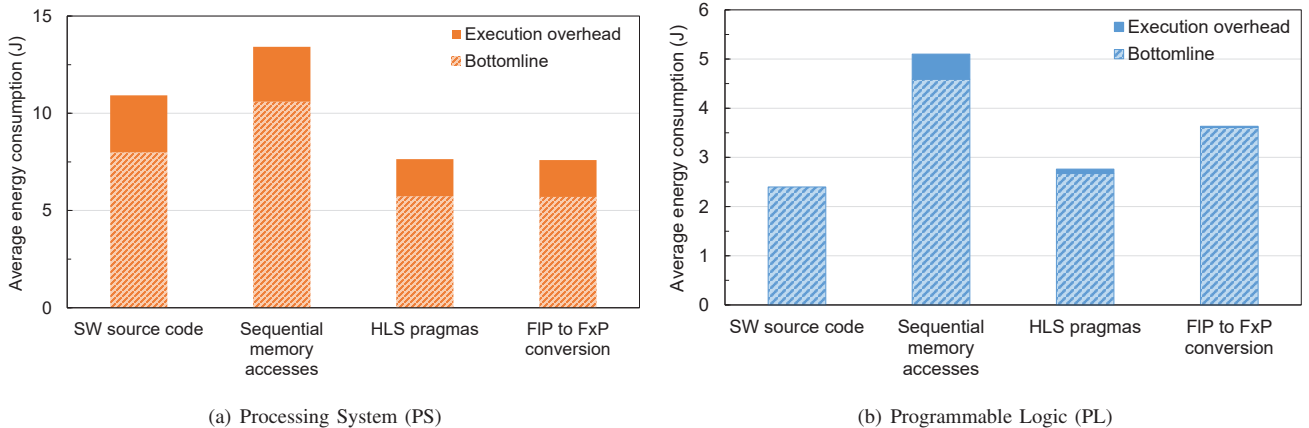 Average energy consumption (J)
15
10
5
0
Execution overhead
Bottomline
SW source code
Sequential
memory
accesses
HLS pragmas
FlP to FxP
conversion
(a) Processing System (PS)
Average energy consumption (J)
6
5
4
3
2
1
0
Execution overhead
Bottomline
SW source code
Sequential
memory
accesses
HLS pragmas
FlP to FxP
conversion
(b) Programmable Logic (PL)